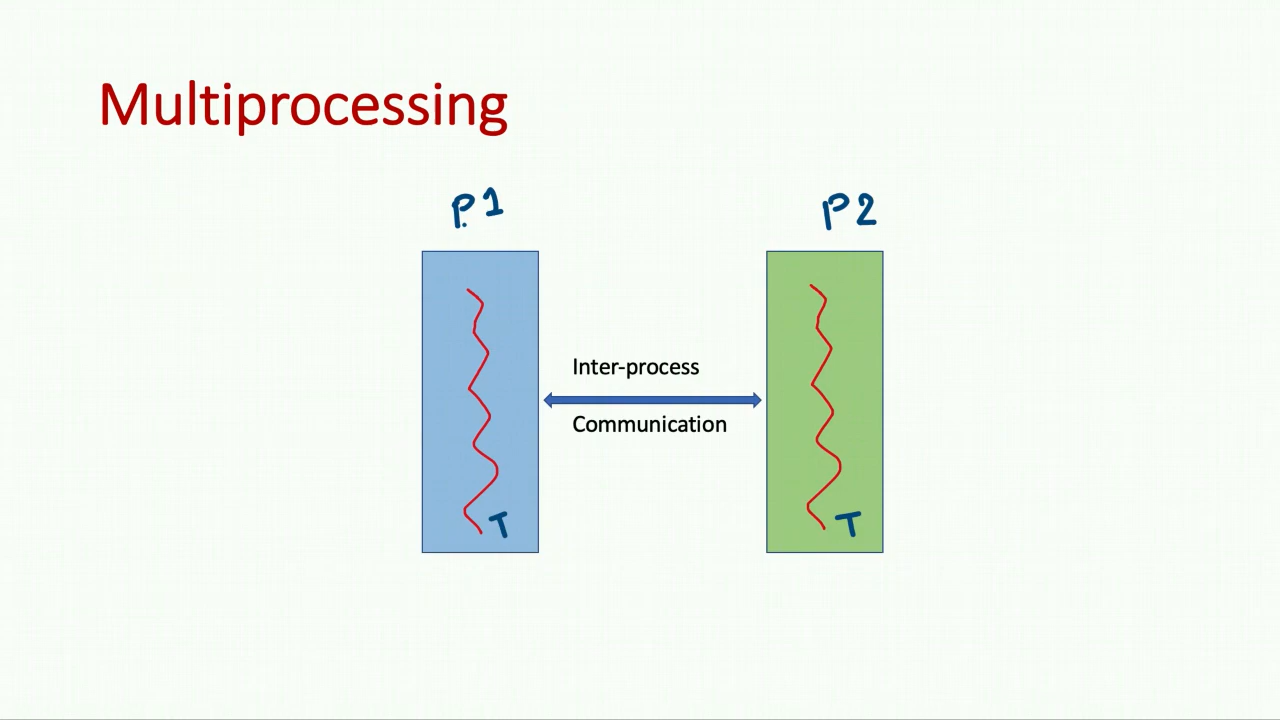 Multiprocessing
P1
P2
Inter-process
Communication
T
T